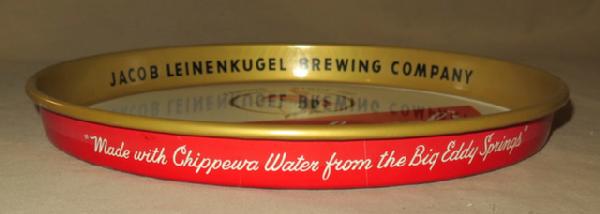 JACOB LEINENKUGEL BREWING COMPANY
"Made with Chippewa Water from the Big Eddy Springs"